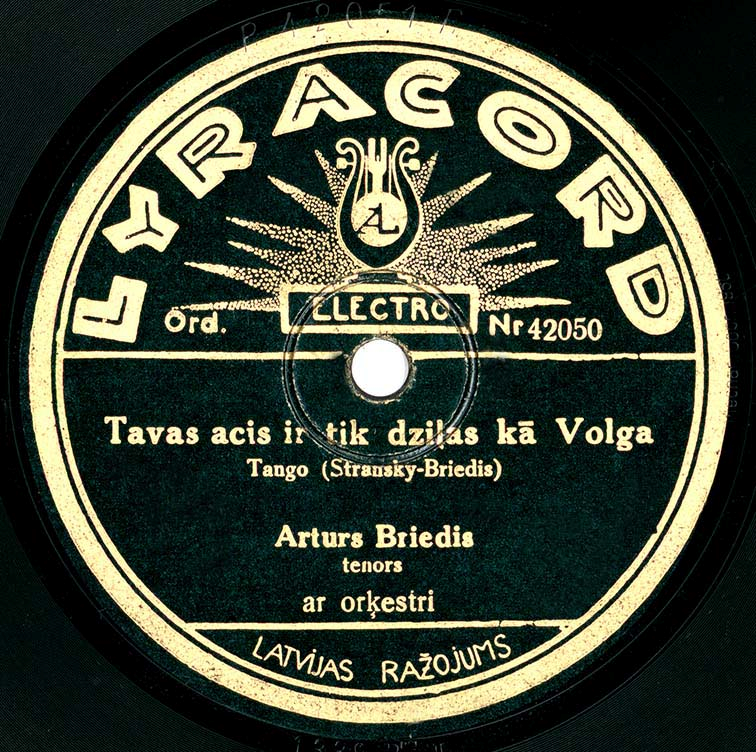 LYRACORD
AL
ELECTRO
Ord. Nr 42050
Tavas acis ir tik dziļas kā Volga
Tango (Stransky-Briedis)
Arturs Briedis
tenors
ar orķestri
LATVIJAS RAŽOJUMS